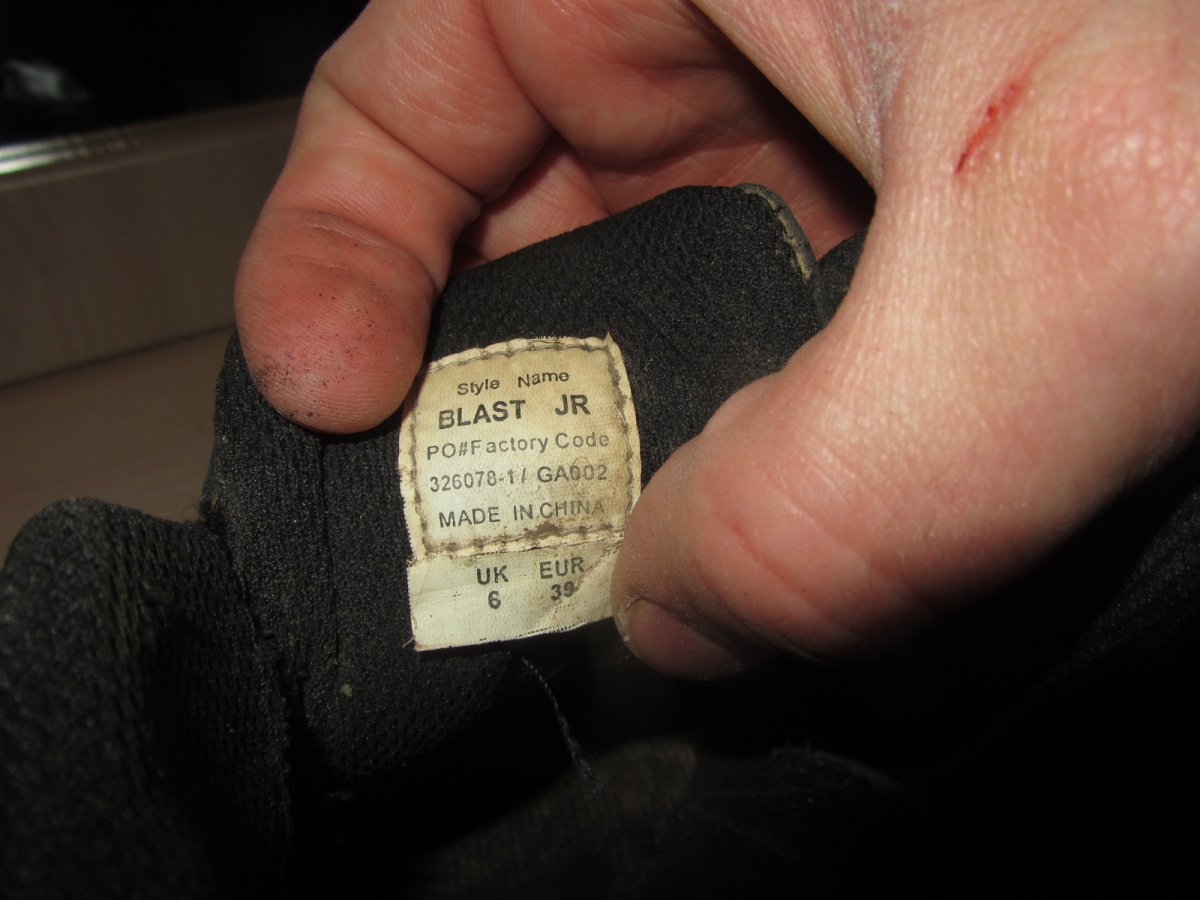 Style Name
BLAST JR
PO#Factory Code
326078-1/ GA002
MADE IN CHINA
UK EUR
6 39